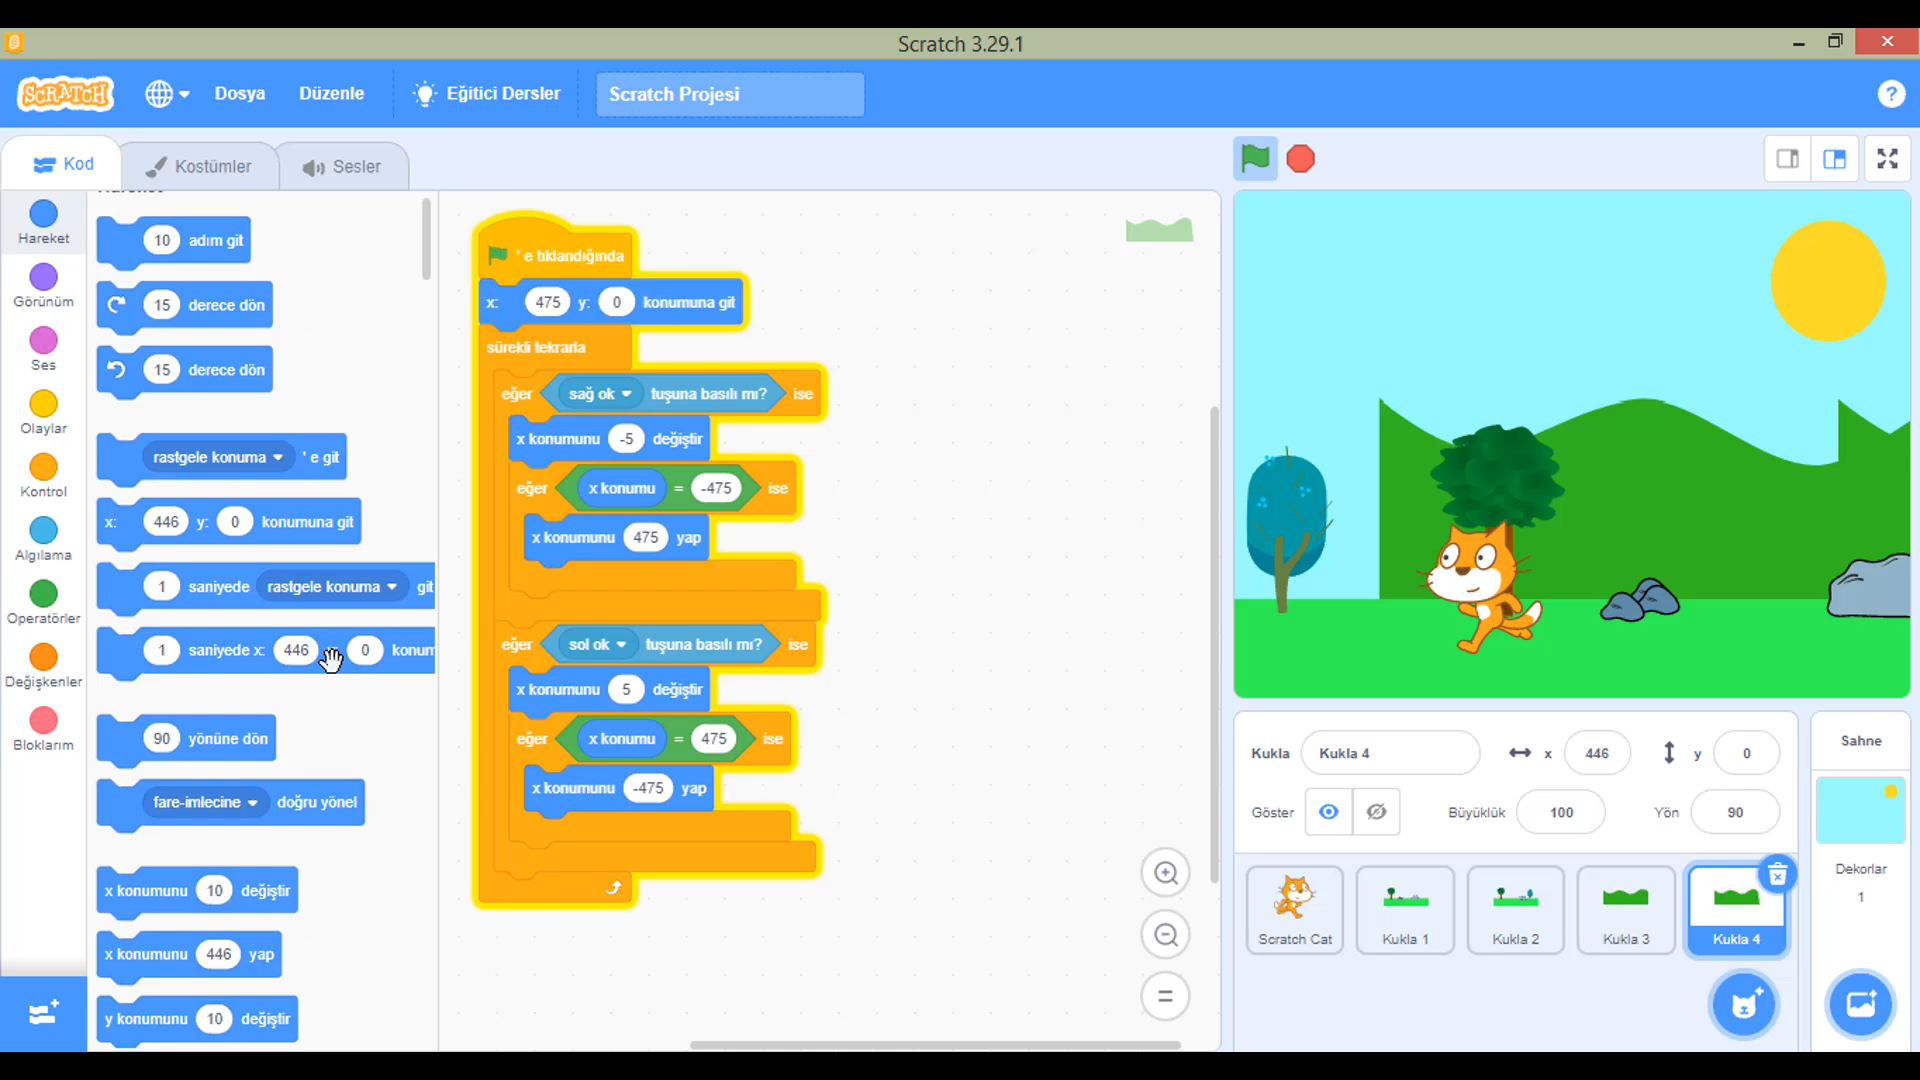 Scratch 3.29.1
SCRATCH
Dosya
Düzenle
Eğitici Dersler
Scratch Projesi
?
Kod
Kostümler
Sesler
Hareket
Görünüm
Ses
Olaylar
Kontrol
Algılama
Operatörler
Değişkenler
Bloklarım
10 adım git
15 derece dön
15 derece dön
rastgele konuma ' e git
x: 446 y: 0 konumuna git
1 saniyede rastgele konuma git
1 saniyede x: 446 0 konum
90 yönüne dön
fare-imlecine doğru yönel
x konumunu 10 değiştir
x konumunu 446 yap
y konumunu 10 değiştir
' e tıklandığında
x: 475 y: 0 konumuna git
sürekli tekrarla
eğer sağ ok tuşuna basılı mı? ise
x konumunu -5 değiştir
eğer x konumu = -475 ise
x konumunu 475 yap
eğer sol ok tuşuna basılı mı? ise
x konumunu 5 değiştir
eğer x konumu = 475 ise
x konumunu -475 yap
Kukla Kukla 4 x 446 y 0
Göster Büyüklük 100 Yön 90
Scratch Cat
Kukla 1
Kukla 2
Kukla 3
Kukla 4
Sahne
Dekorlar
1